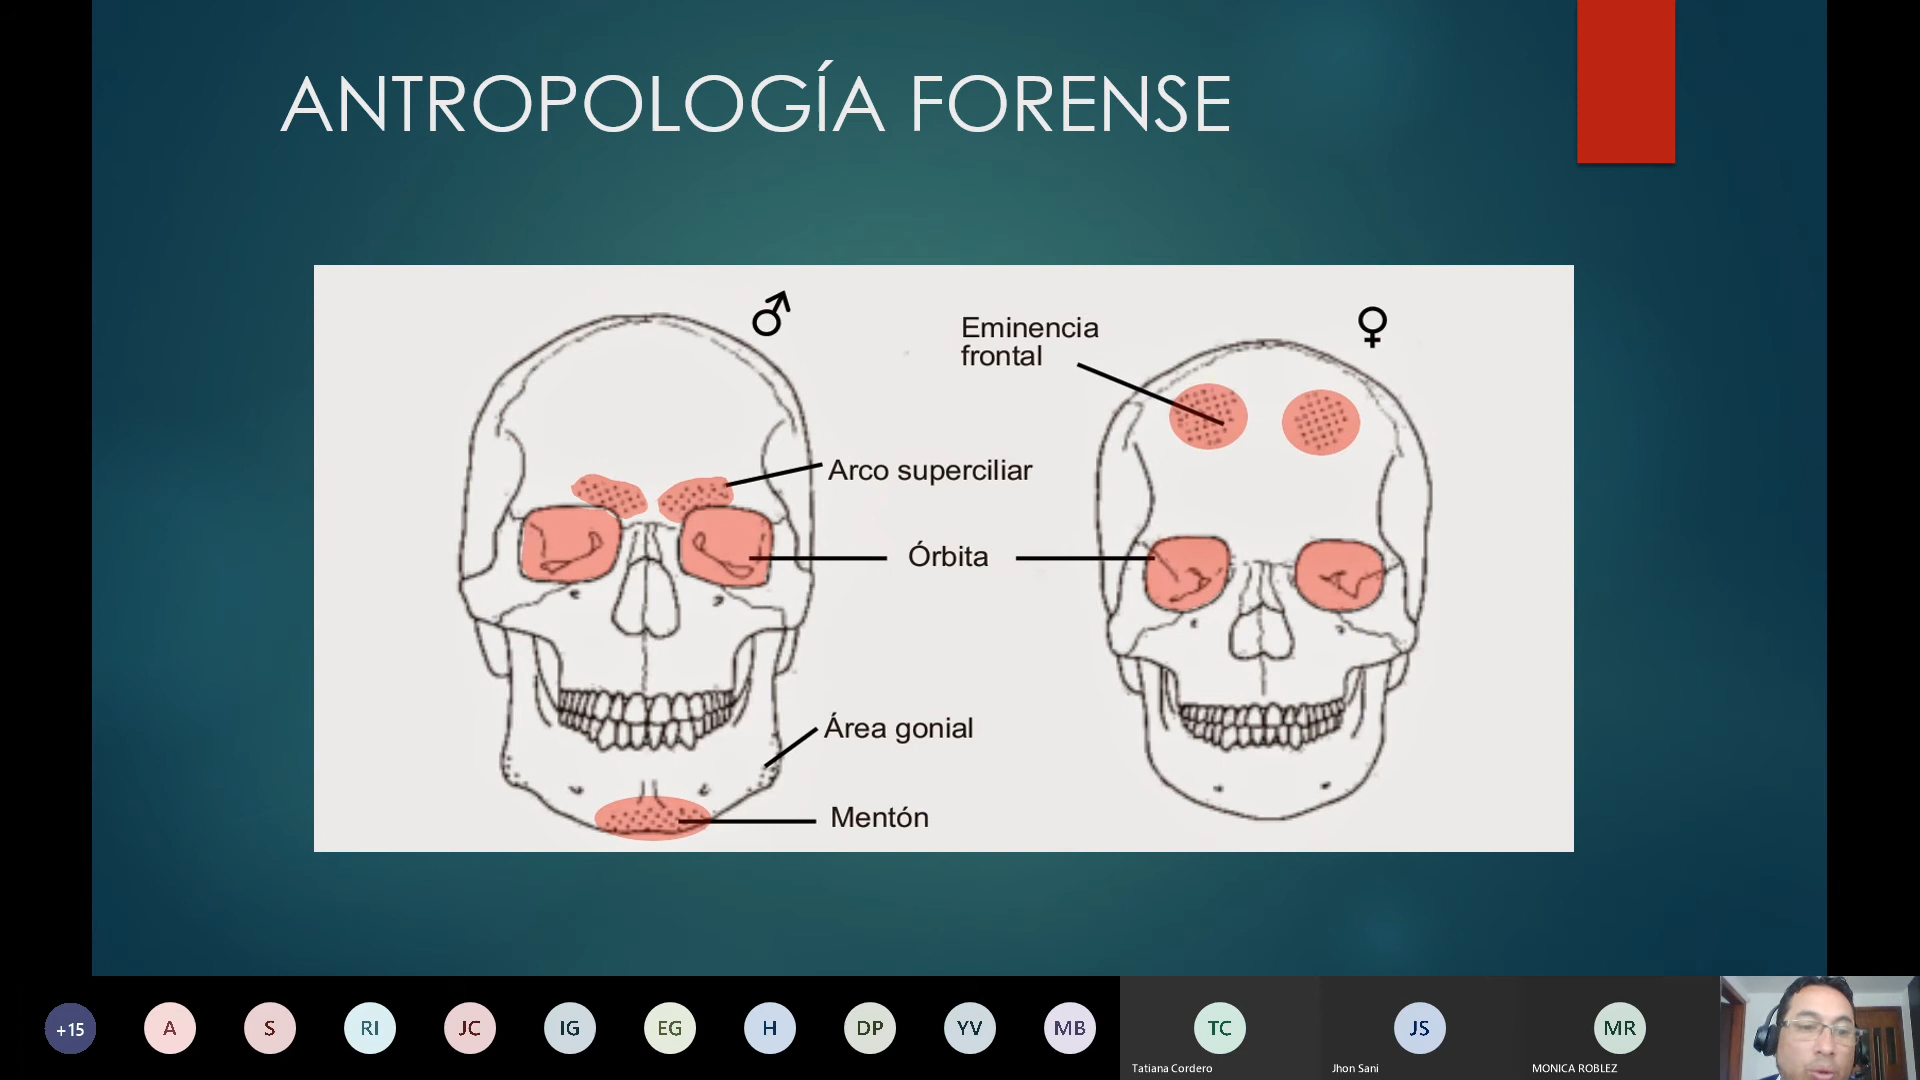 ANTROPOLOGÍA FORENSE
♂
Eminencia
frontal
♀
Arco superciliar
Órbita
Área gonial
Mentón
+15
A
S
RI
JC
IG
EG
H
DP
YV
MB
TC
Tatiana Cordero
JS
Jhon Sani
MR
MONICA ROBLEZ